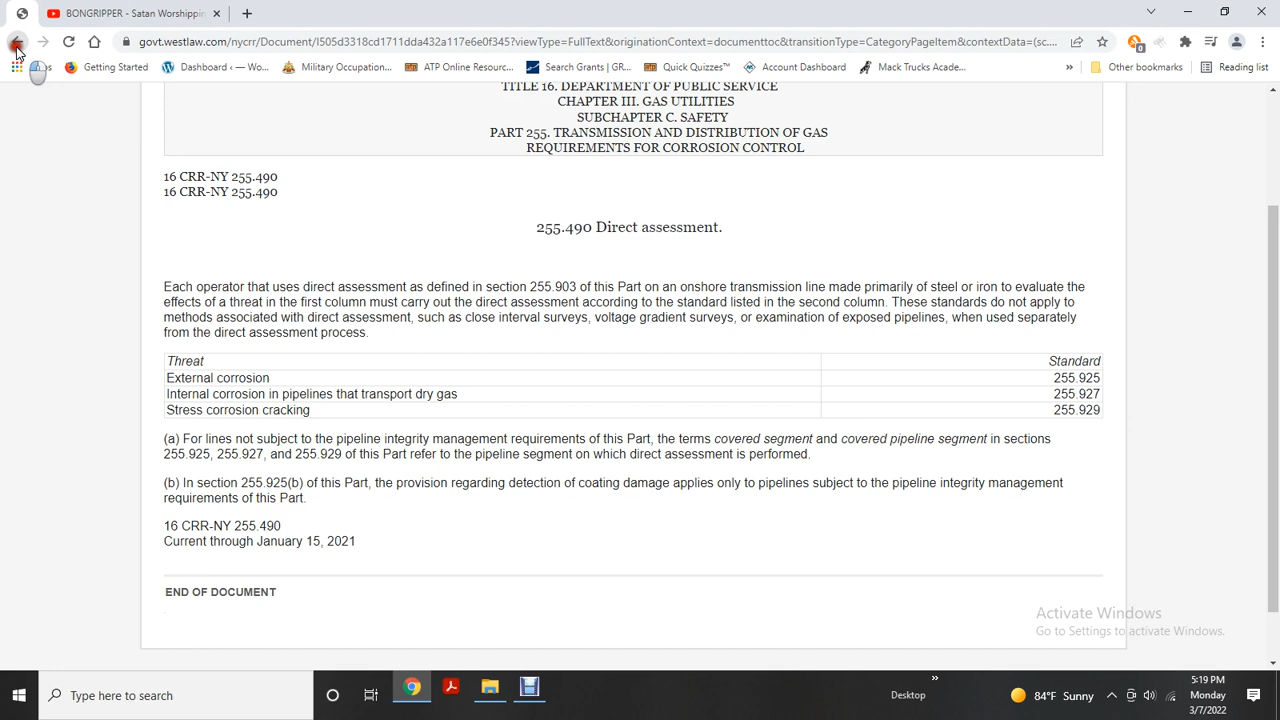 BONGRIPPER - Satan Worshippin
govt.westlaw.com/nycrr/Document/I505d3318cd1711dda432a117e6e0f345?viewType=FullText&originationContext=documenttoc&transitionType=CategoryPageItem&contextData=(sc...
Getting Started
Dashboard ‹ — Wo...
Military Occupation...
ATP Online Resourc...
Search Grants | GR...
Quick Quizzes™
Account Dashboard
Mack Trucks Acade...
»
Other bookmarks
Reading list
TITLE 16. DEPARTMENT OF PUBLIC SERVICE
CHAPTER III. GAS UTILITIES
SUBCHAPTER C. SAFETY
PART 255. TRANSMISSION AND DISTRIBUTION OF GAS
REQUIREMENTS FOR CORROSION CONTROL
16 CRR-NY 255.490
16 CRR-NY 255.490
255.490 Direct assessment.
Each operator that uses direct assessment as defined in section 255.903 of this Part on an onshore transmission line made primarily of steel or iron to evaluate the
effects of a threat in the first column must carry out the direct assessment according to the standard listed in the second column. These standards do not apply to
methods associated with direct assessment, such as close interval surveys, voltage gradient surveys, or examination of exposed pipelines, when used separately
from the direct assessment process.
Threat Standard
External corrosion 255.925
Internal corrosion in pipelines that transport dry gas 255.927
Stress corrosion cracking 255.929
(a) For lines not subject to the pipeline integrity management requirements of this Part, the terms covered segment and covered pipeline segment in sections
255.925, 255.927, and 255.929 of this Part refer to the pipeline segment on which direct assessment is performed.
(b) In section 255.925(b) of this Part, the provision regarding detection of coating damage applies only to pipelines subject to the pipeline integrity management
requirements of this Part.
16 CRR-NY 255.490
Current through January 15, 2021
END OF DOCUMENT
Activate Windows
Go to Settings to activate Windows.
Type here to search
Desktop
»
84°F Sunny
5:19 PM
Monday
3/7/2022